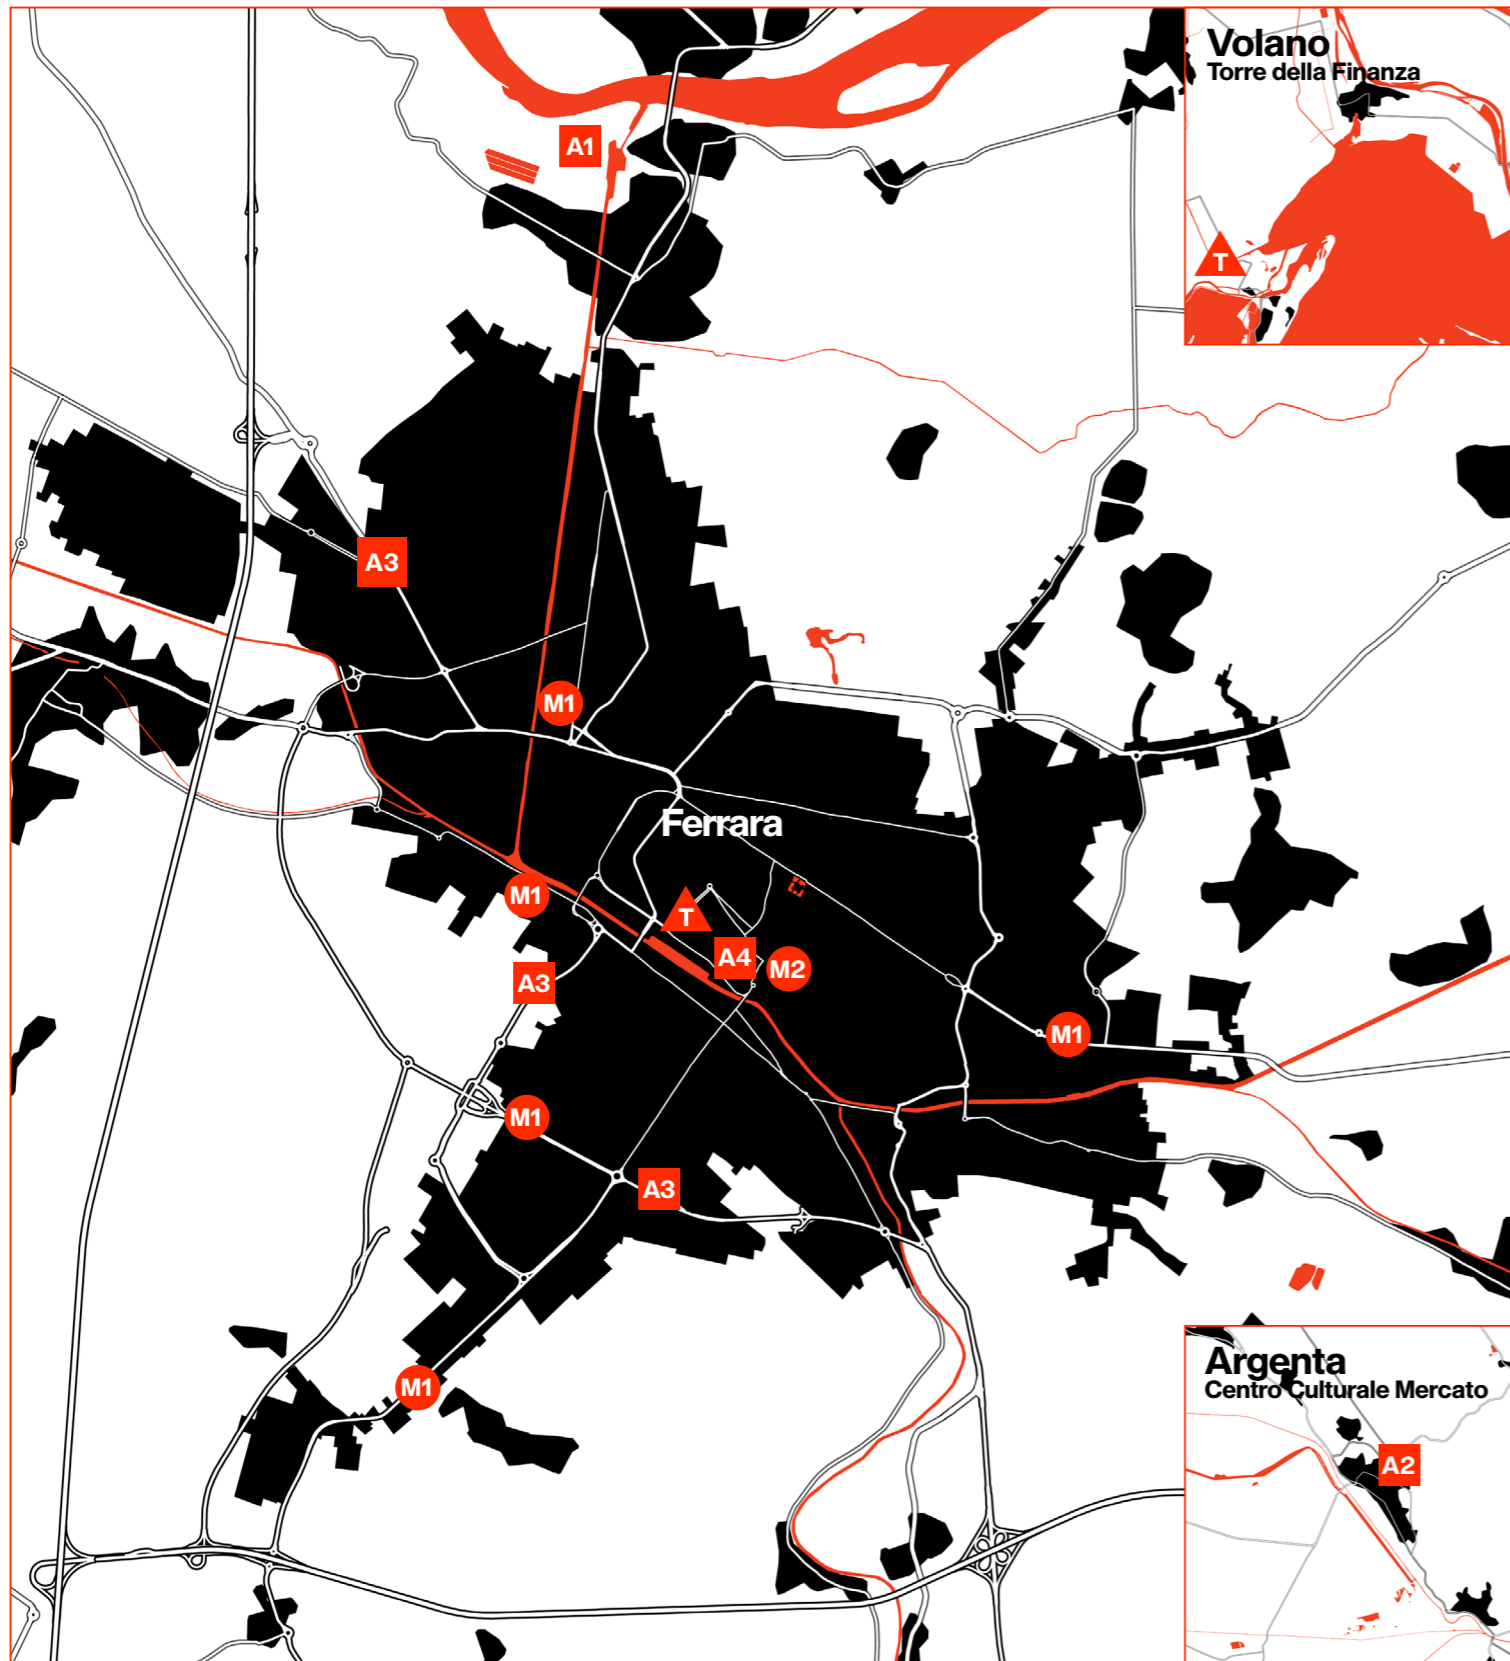 Volano
Torre della Finanza
A1
T
A3
M1
Ferrara
M1
T
A4
M2
A3
M1
M1
A3
Argenta
Centro Culturale Mercato
M1
A2